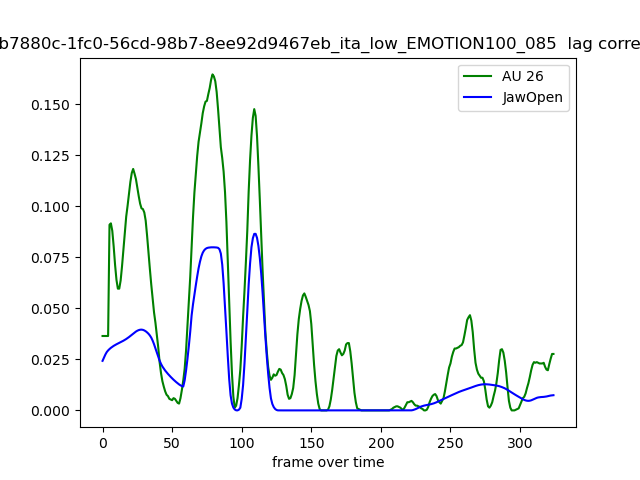 b7880c-1fc0-56cd-98b7-8ee92d9467eb_ita_low_EMOTION100_085 lag corre
AU 26
JawOpen
0.150
0.125
0.100
0.075
0.050
0.025
0.000
0 50 100 150 200 250 300
frame over time